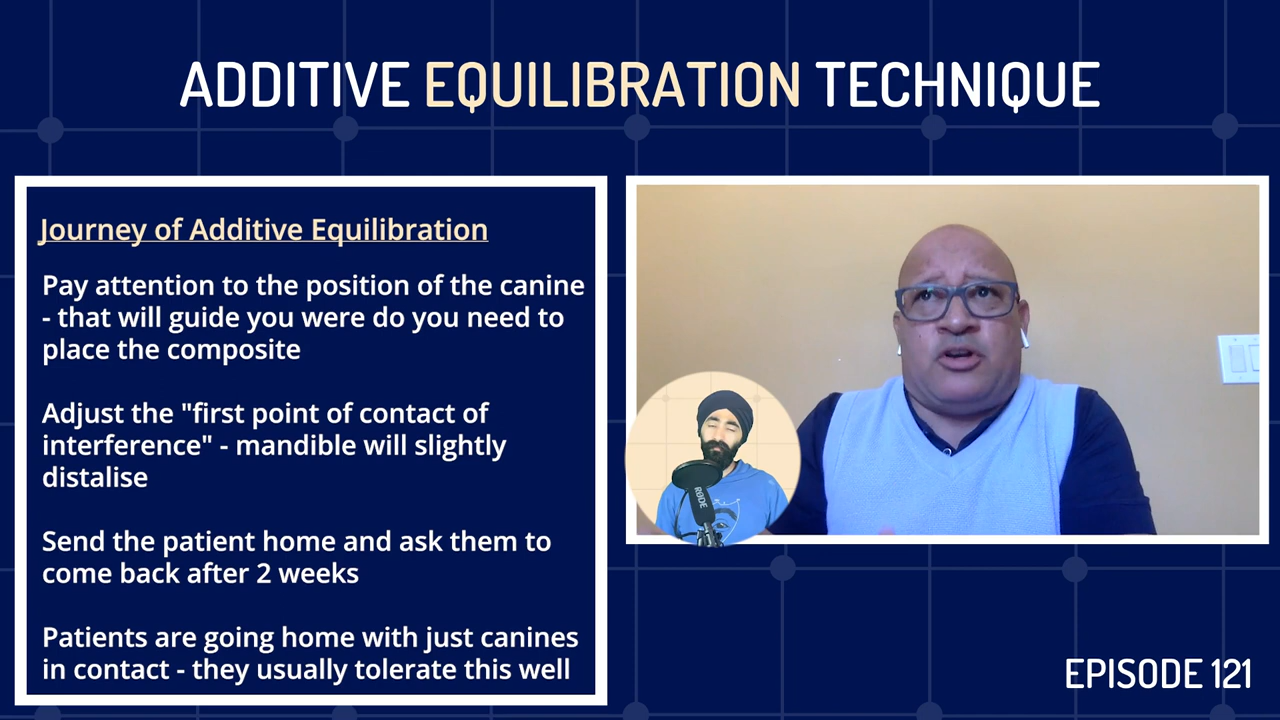 ADDITIVE EQUILIBRATION TECHNIQUE
Journey of Additive Equilibration
Pay attention to the position of the canine
- that will guide you were do you need to
place the composite
Adjust the "first point of contact of
interference" - mandible will slightly
distalise
Send the patient home and ask them to
come back after 2 weeks
Patients are going home with just canines
in contact - they usually tolerate this well
RØDE
EPISODE 121